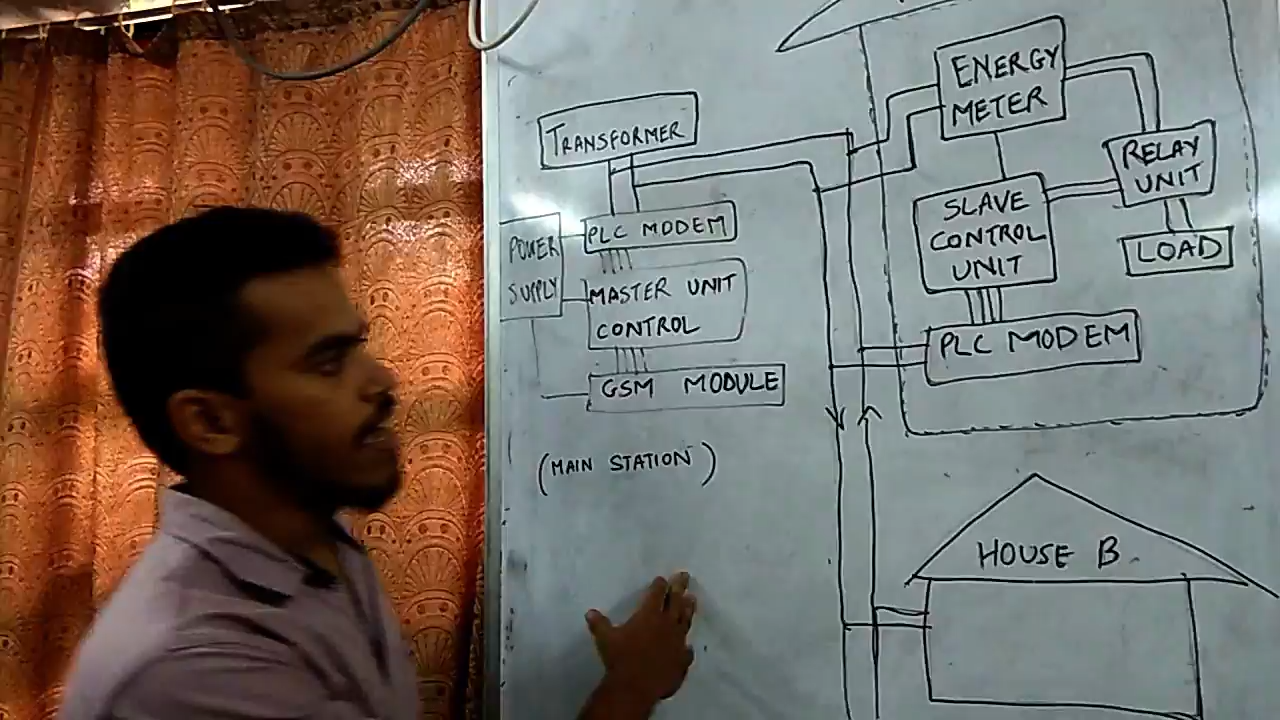 TRANSFORMER
POWER
SUPPLY
PLC MODEM
MASTER UNIT
CONTROL
GSM MODULE
(MAIN STATION)
ENERGY
METER
RELAY
UNIT
SLAVE
CONTROL
UNIT
LOAD
PLC MODEM
HOUSE B